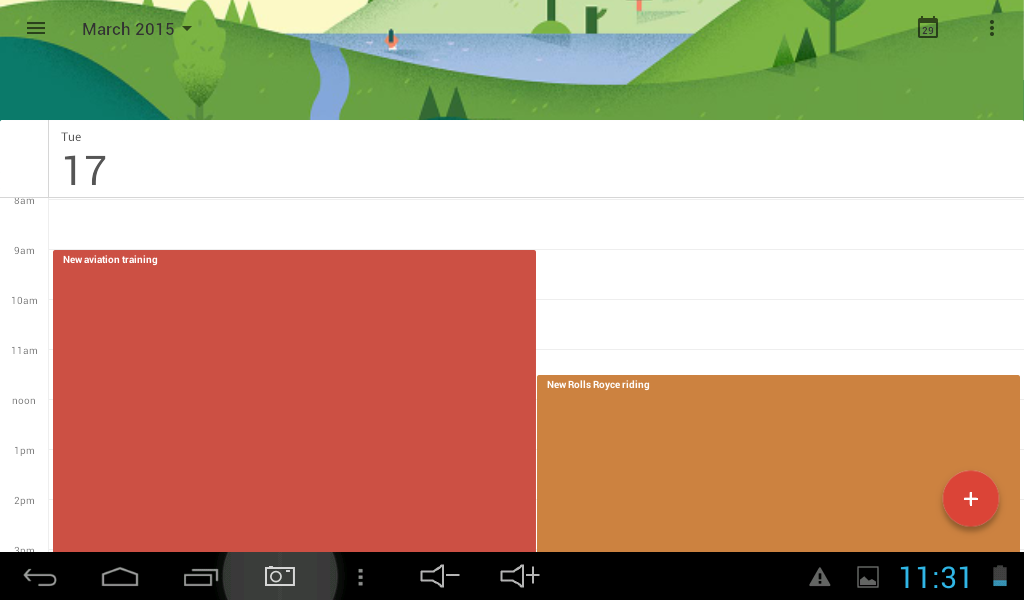 March 2015
29
Tue
17
8am
9am
New aviation training
10am
11am
New Rolls Royce riding
noon
1pm
2pm
3pm
11:31